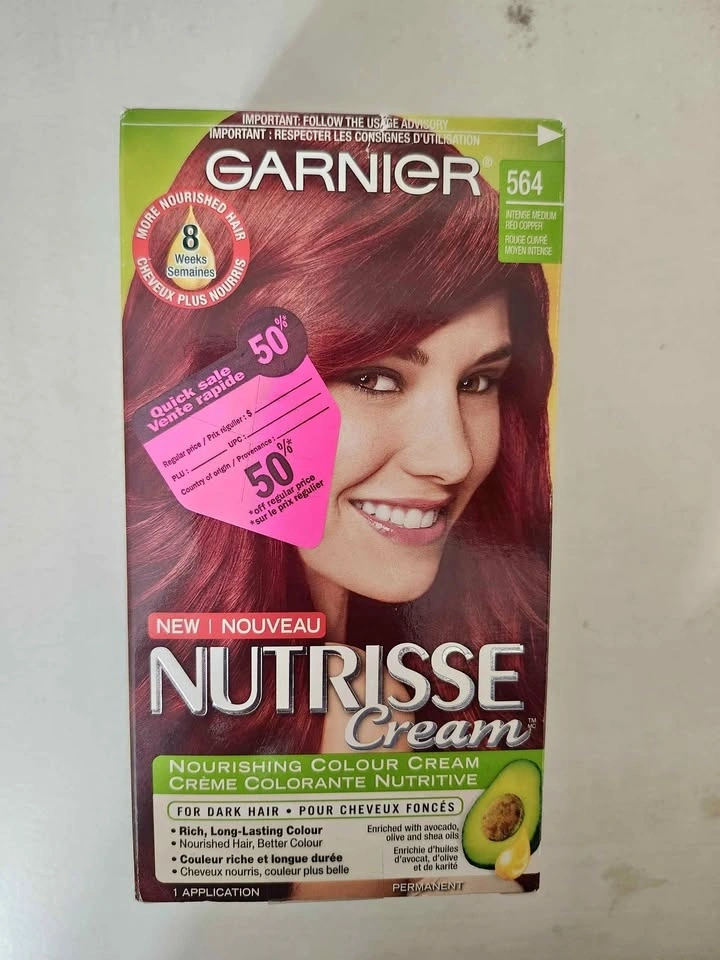 IMPORTANT: FOLLOW THE USAGE ADVISORY
IMPORTANT : RESPECTER LES CONSIGNES D'UTILISATION
GARNIER®
564
INTENSE MEDIUM
RED COPPER
ROUGE CUIVRÉ
MOYEN INTENSE
MORE NOURISHED HAIR
8
Weeks
Semaines
CHEVEUX PLUS NOURRIS
50%*
Quick sale
Vente rapide
Regular price / Prix régulier : $
PLU : UPC :
Country of origin / Provenance :
50%*
*off regular price
*sur le prix régulier
NEW | NOUVEAU
NUTRISSE
Cream TM MC
NOURISHING COLOUR CREAM
CRÈME COLORANTE NUTRITIVE
FOR DARK HAIR • POUR CHEVEUX FONCÉS
• Rich, Long-Lasting Colour
• Nourished Hair, Better Colour
• Couleur riche et longue durée
• Cheveux nourris, couleur plus belle
Enriched with avocado,
olive and shea oils
Enrichie d'huiles
d'avocat, d'olive
et de karité
1 APPLICATION
PERMANENT